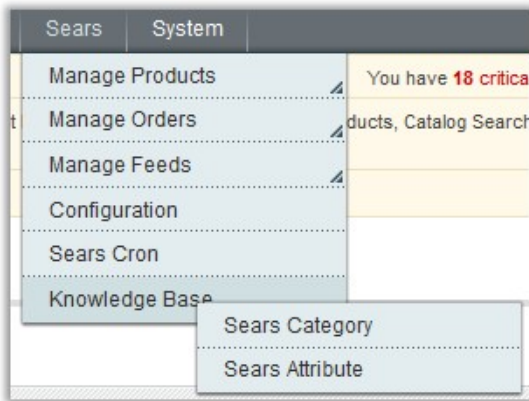 Sears System
Manage Products
You have 18 critica
Manage Orders
ducts, Catalog Search
Manage Feeds
Configuration
Sears Cron
Knowledge Base
Sears Category
Sears Attribute